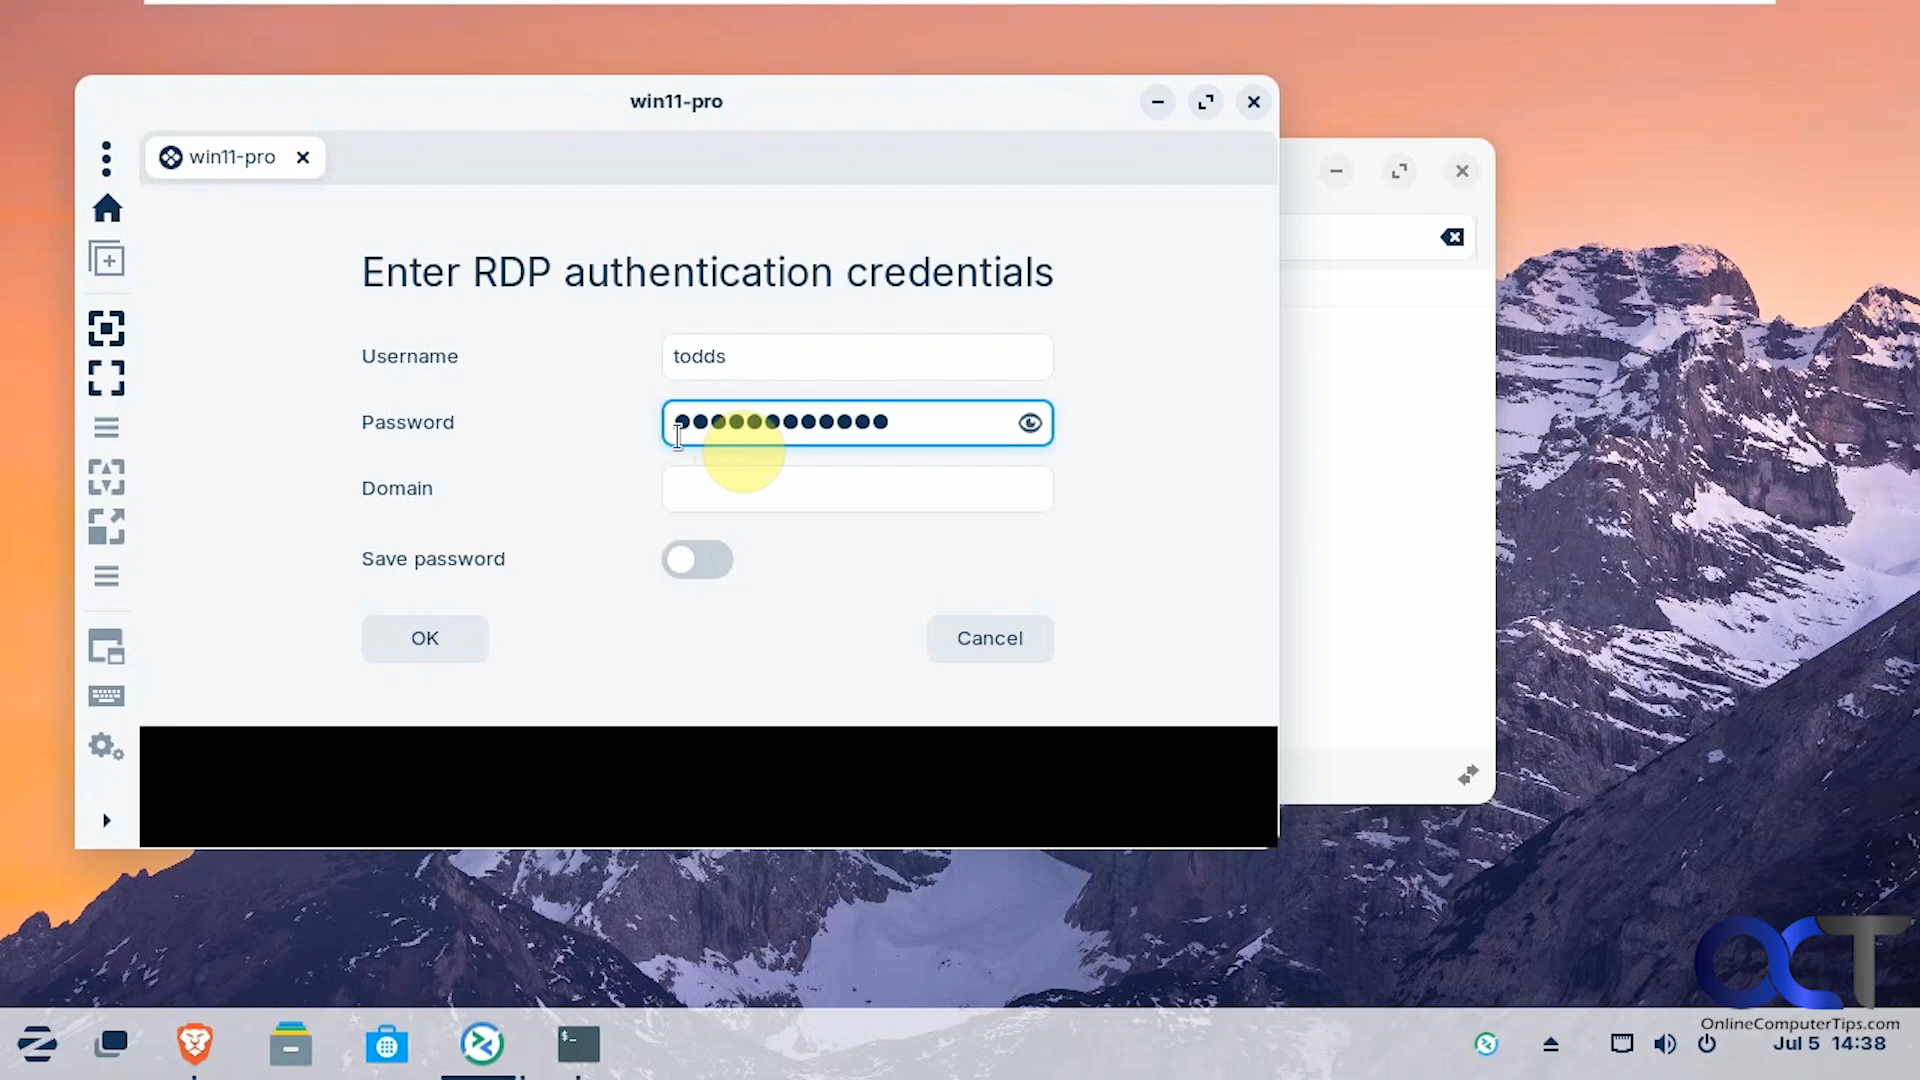 win11-pro
win11-pro
Enter RDP authentication credentials
Username
todds
Password
●●●●●●●●●●●●
Domain
Save password
OK
Cancel
OCT
OnlineComputerTips.com
$_
Jul 5 14:38